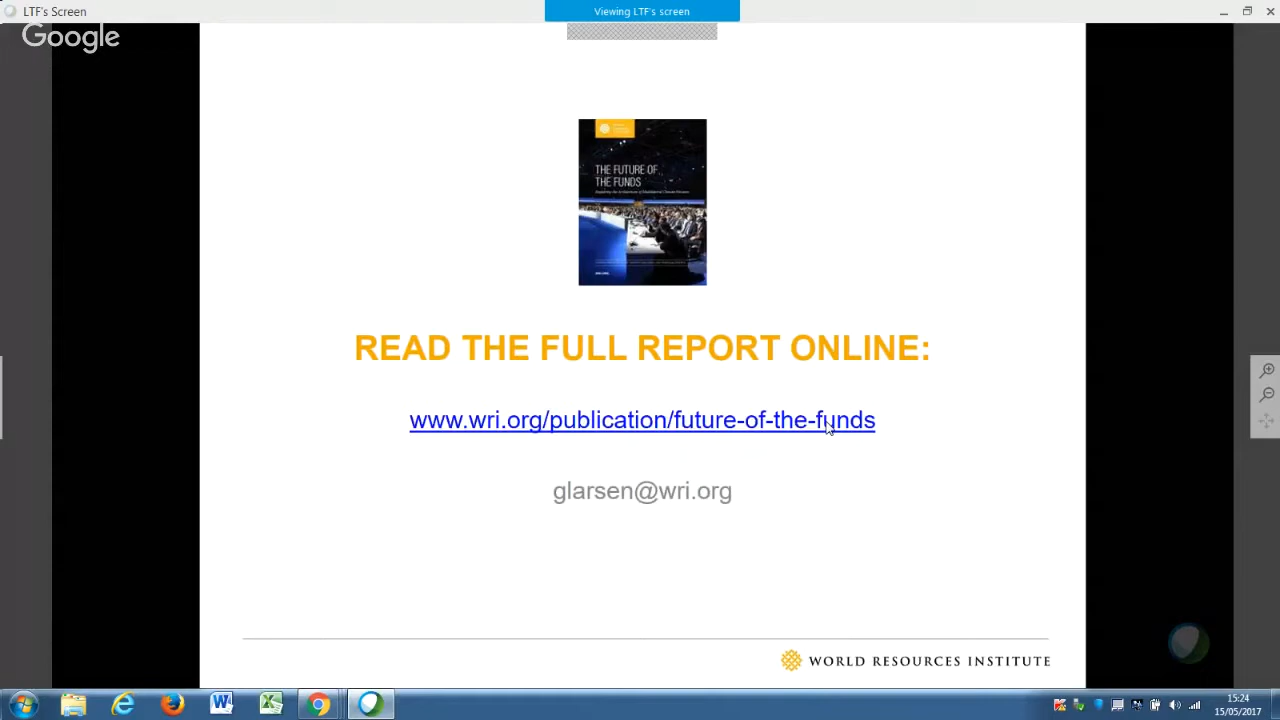 LTF's Screen
Viewing LTF's screen
Google
THE FUTURE OF
THE FUNDS
READ THE FULL REPORT ONLINE:
www.wri.org/publication/future-of-the-funds
glarsen@wri.org
WORLD RESOURCES INSTITUTE
15:24
15/05/2017